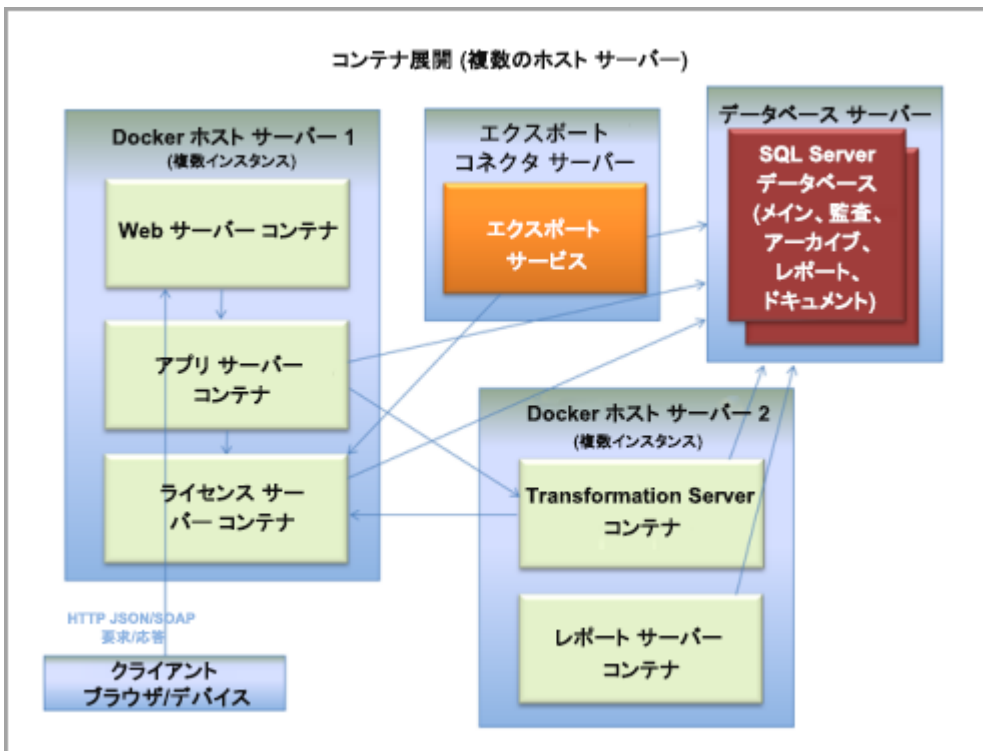 コンテナ展開 (複数のホスト サーバー)
Docker ホスト サーバー 1
(複数インスタンス)
Web サーバー コンテナ
アプリ サーバー
コンテナ
ライセンス サー
バー コンテナ
HTTP JSON/SOAP
要求/応答
クライアント
ブラウザ/デバイス
エクスポート
コネクタ サーバー
エクスポート
サービス
データベース サーバー
SQL Server
データベース
(メイン、監査、
アーカイブ、
レポート、
ドキュメント)
Docker ホスト サーバー 2
(複数インスタンス)
Transformation Server
コンテナ
レポート サーバー
コンテナ